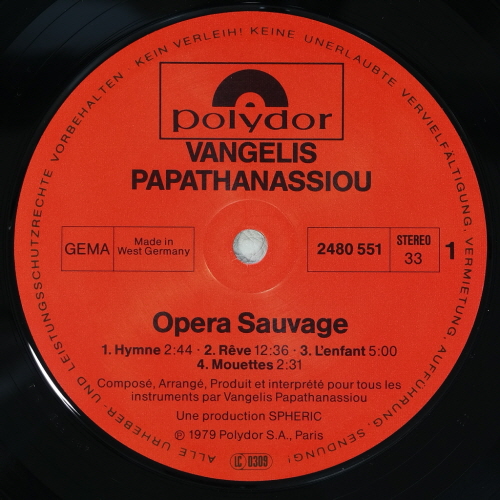 ALLE URHEBER- UND LEISTUNGSSCHUTZRECHTE VORBEHALTEN · KEIN VERLEIH! KEINE UNERLAUBTE VERVIELFÄLTIGUNG, VERMIETUNG, AUFFÜHRUNG, SENDUNG!
polydor
VANGELIS
PAPATHANASSIOU
GEMA
Made in
West Germany
2480 551
STEREO
33
1
Opera Sauvage
1. Hymne 2:44 · 2. Rêve 12:36 · 3. L'enfant 5:00
4. Mouettes 2:31
Composé, Arrangé, Produit et interprété pour tous les
instruments par Vangelis Papathanassiou
Une production SPHERIC
℗ 1979 Polydor S.A., Paris
LC 0309